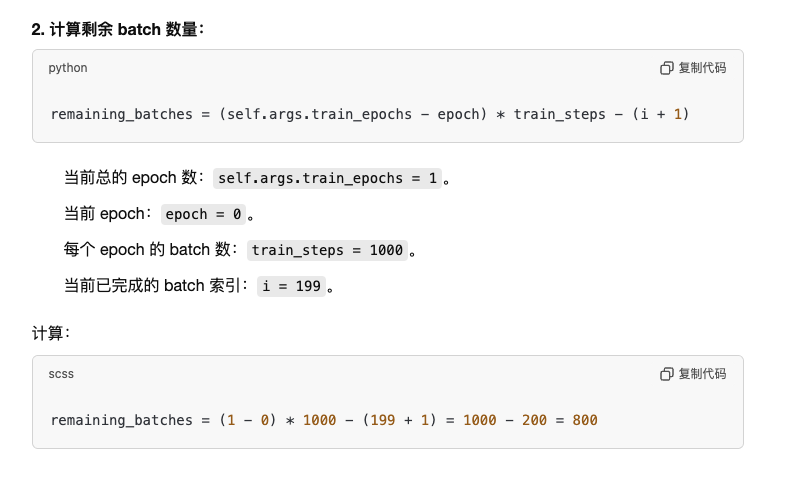 2. 计算剩余 batch 数量：
python
复制代码
remaining_batches = (self.args.train_epochs - epoch) * train_steps - (i + 1)
当前总的 epoch 数：self.args.train_epochs = 1。
当前 epoch：epoch = 0。
每个 epoch 的 batch 数：train_steps = 1000。
当前已完成的 batch 索引：i = 199。
计算：
scss
复制代码
remaining_batches = (1 - 0) * 1000 - (199 + 1) = 1000 - 200 = 800